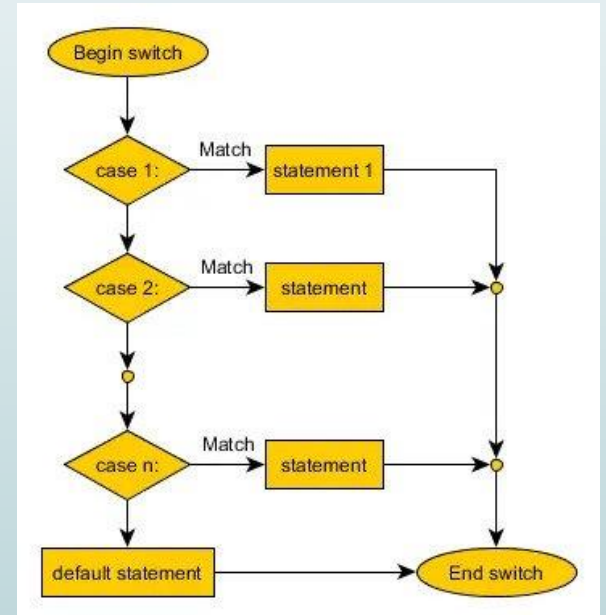 Begin switch
Match
case 1:
statement 1
Match
case 2:
statement
Match
case n:
statement
default statement
End switch